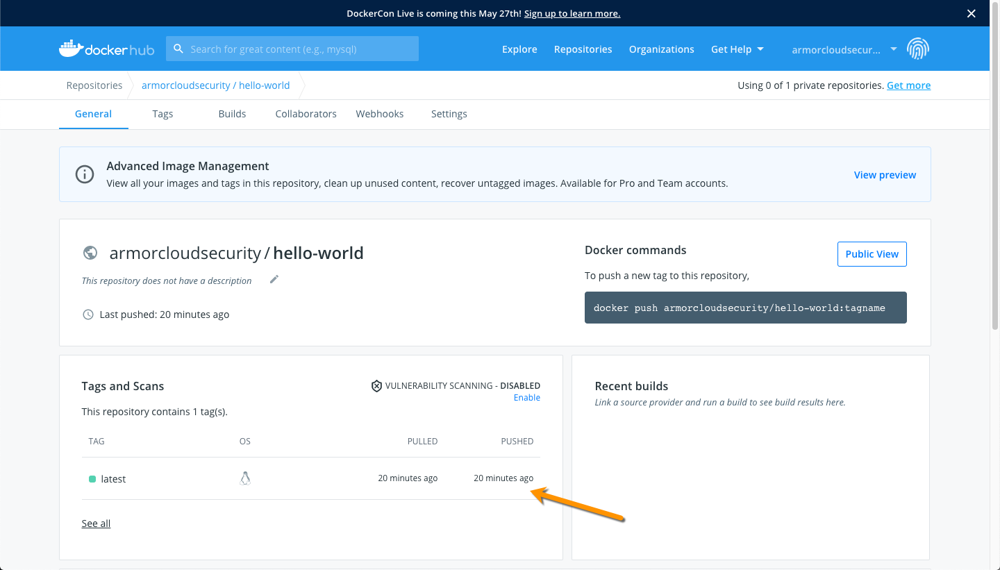 DockerCon Live is coming this May 27th! Sign up to learn more.
docker hub
Search for great content (e.g., mysql)
Explore
Repositories
Organizations
Get Help
armorcloudsecur...
Repositories
armorcloudsecurity / hello-world
Using 0 of 1 private repositories. Get more
General
Tags
Builds
Collaborators
Webhooks
Settings
Advanced Image Management
View all your images and tags in this repository, clean up unused content, recover untagged images. Available for Pro and Team accounts.
View preview
armorcloudsecurity / hello-world
This repository does not have a description
Last pushed: 20 minutes ago
Docker commands
Public View
To push a new tag to this repository,
docker push armorcloudsecurity/hello-world:tagname
Tags and Scans
VULNERABILITY SCANNING - DISABLED
Enable
This repository contains 1 tag(s).
TAG OS PULLED PUSHED
latest 20 minutes ago 20 minutes ago
See all
Recent builds
Link a source provider and run a build to see build results here.